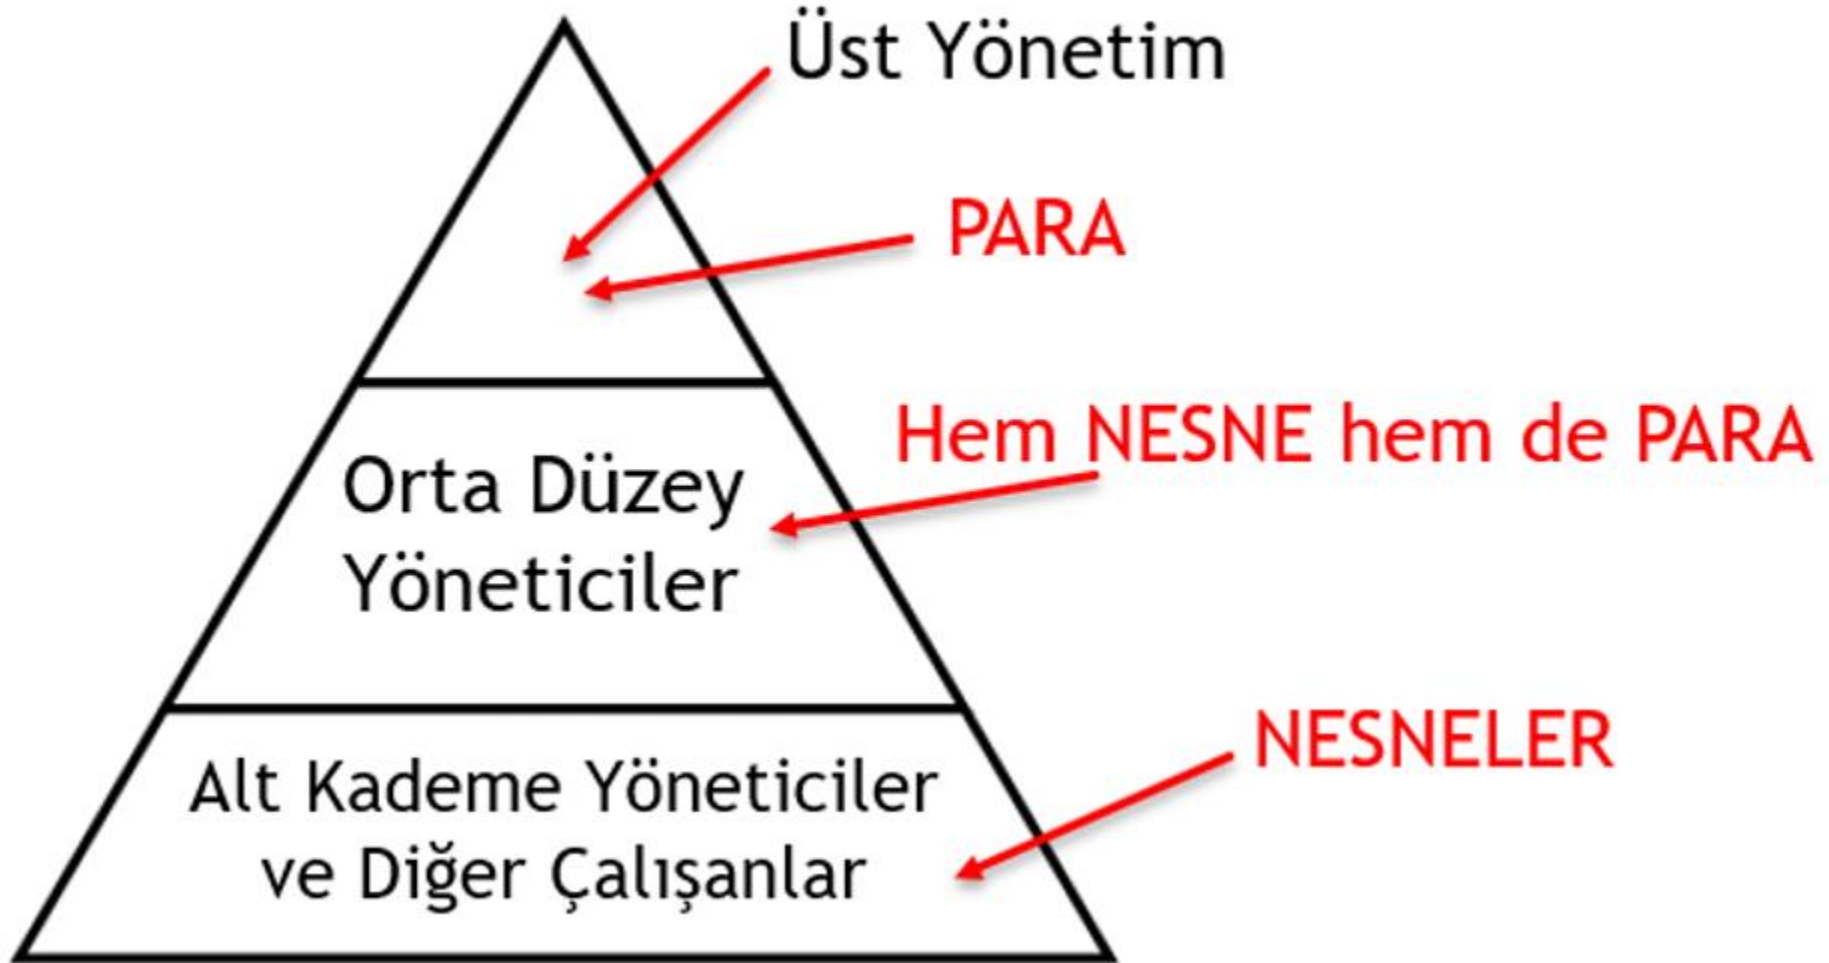 Üst Yönetim
PARA
Hem NESNE hem de PARA
Orta Düzey
Yöneticiler
NESNELER
Alt Kademe Yöneticiler
ve Diğer Çalışanlar